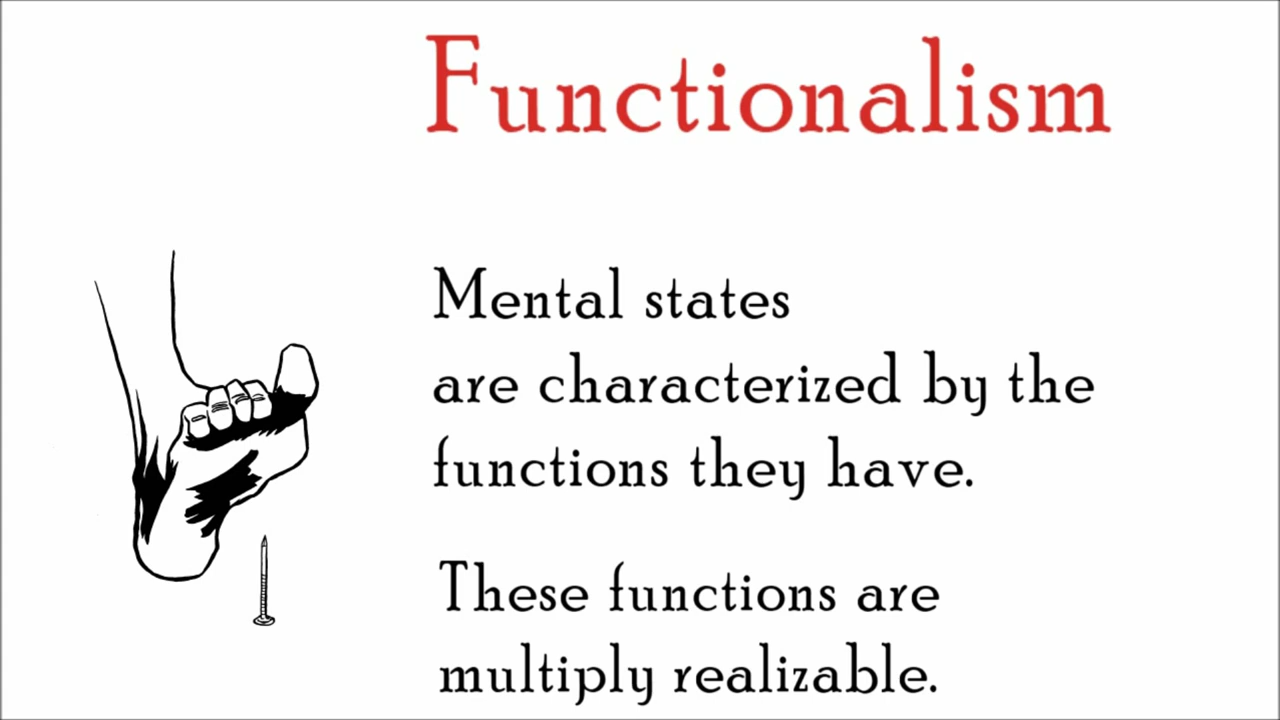 Functionalism
Mental states
are characterized by the
functions they have.
These functions are
multiply realizable.